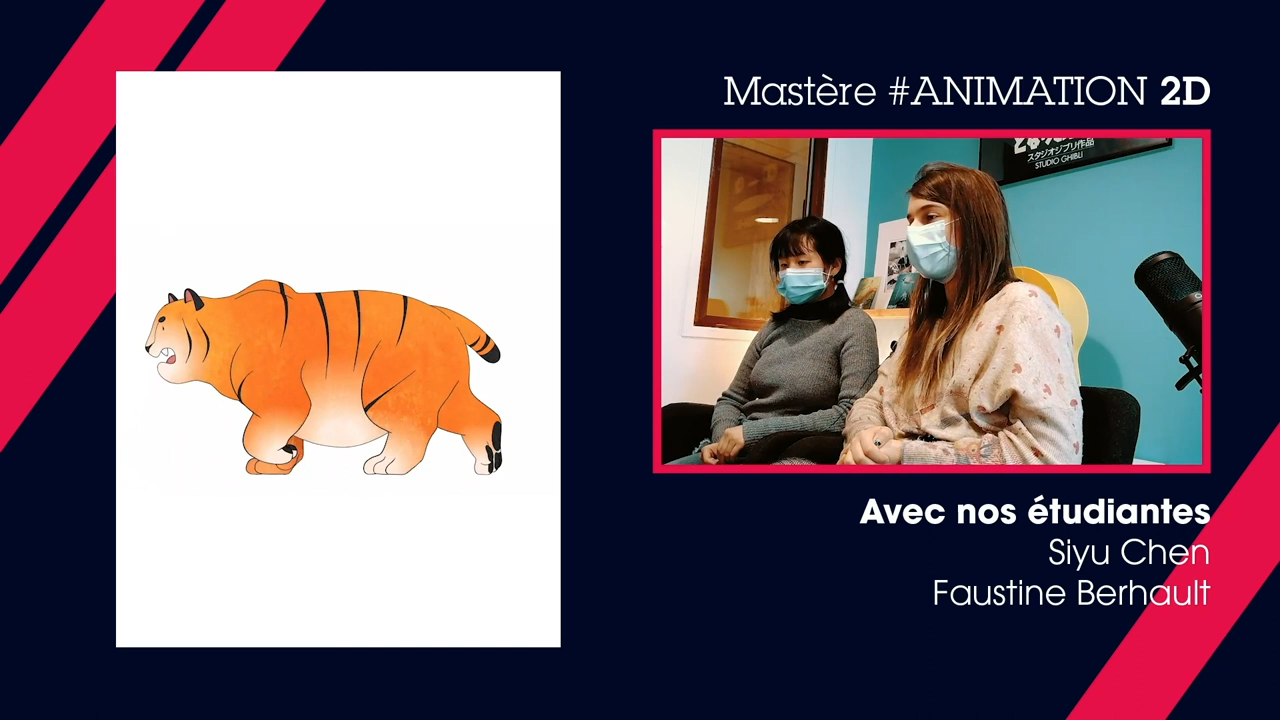 Mastère #ANIMATION 2D
スタジオジブリ作品
STUDIO GHIBLI
Avec nos étudiantes
Siyu Chen
Faustine Berhault